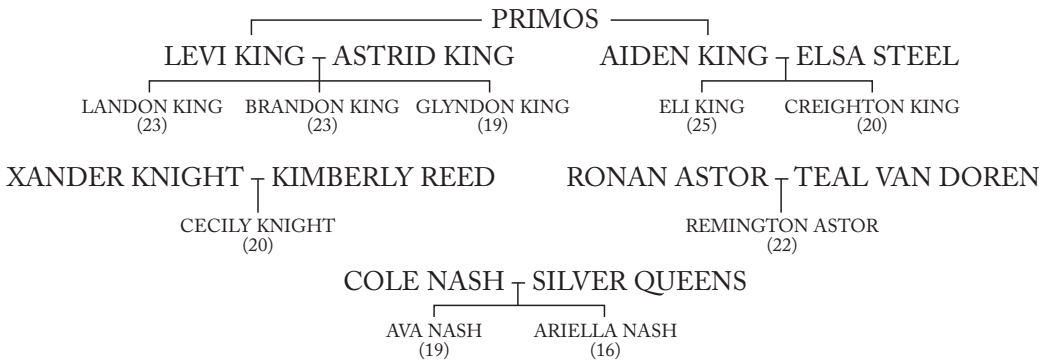 PRIMOS
LEVI KING ASTRID KING AIDEN KING ELSA STEEL
LANDON KING BRANDON KING GLYNDON KING ELI KING CREIGHTON KING
(23) (23) (19) (25) (20)
XANDER KNIGHT KIMBERLY REED RONAN ASTOR TEAL VAN DOREN
CECILY KNIGHT REMINGTON ASTOR
(20) (22)
COLE NASH SILVER QUEENS
AVA NASH ARIELLA NASH
(19) (16)